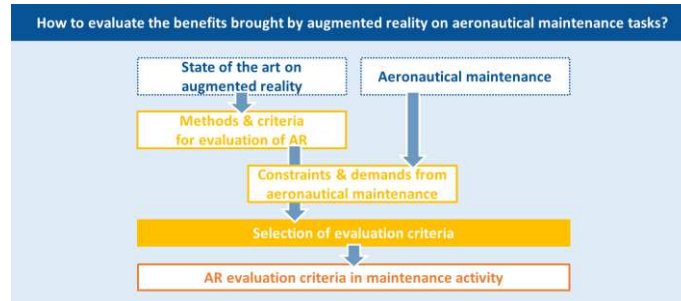 How to evaluate the benefits brought by augmented reality on aeronautical maintenance tasks?
State of the art on
augmented reality
Aeronautical maintenance
Methods & criteria
for evaluation of AR
Constraints & demands from
aeronautical maintenance
Selection of evaluation criteria
AR evaluation criteria in maintenance activity